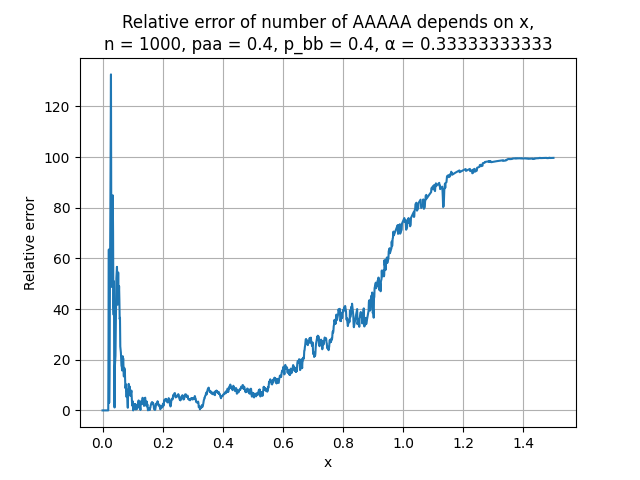 Relative error of number of AAAAA depends on x,
n = 1000, paa = 0.4, p_bb = 0.4, α = 0.33333333333
120
100
80
60
40
20
0
Relative error
0.0 0.2 0.4 0.6 0.8 1.0 1.2 1.4
x